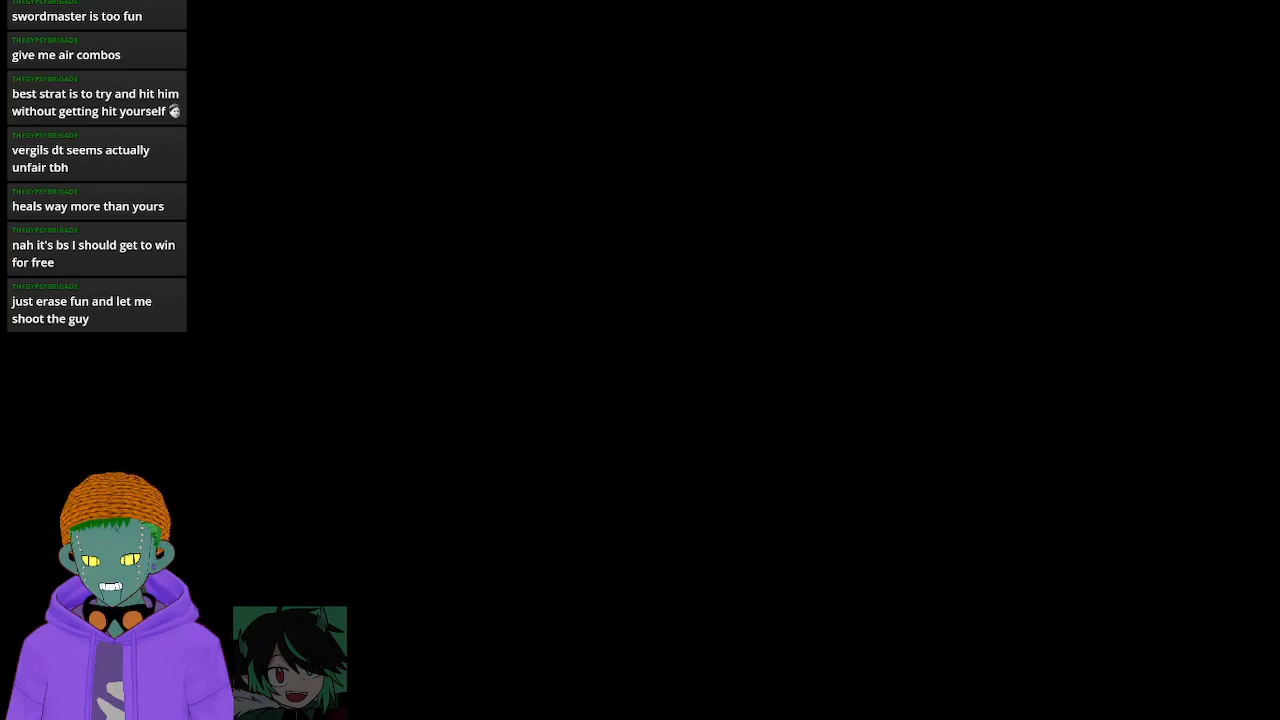 THEGYPSYBRIGADE
swordmaster is too fun
THEGYPSYBRIGADE
give me air combos
THEGYPSYBRIGADE
best strat is to try and hit him
without getting hit yourself
THEGYPSYBRIGADE
vergils dt seems actually
unfair tbh
THEGYPSYBRIGADE
heals way more than yours
THEGYPSYBRIGADE
nah it's bs I should get to win
for free
THEGYPSYBRIGADE
just erase fun and let me
shoot the guy